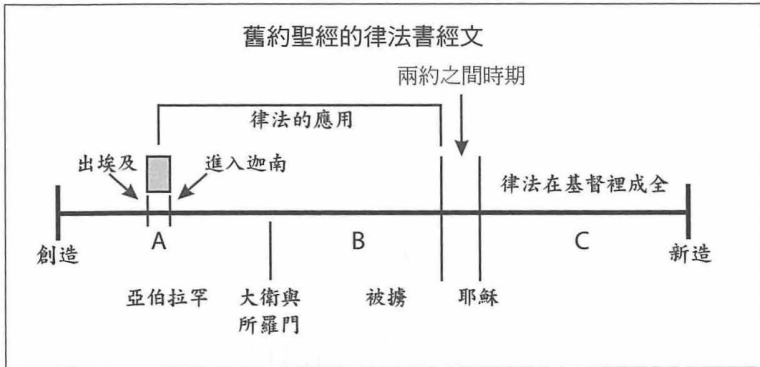 舊約聖經的律法書經文
兩約之間時期
律法的應用
出埃及
進入迦南
律法在基督裡成全
A
B
C
創造
新造
亞伯拉罕
大衛與
所羅門
被擄
耶穌